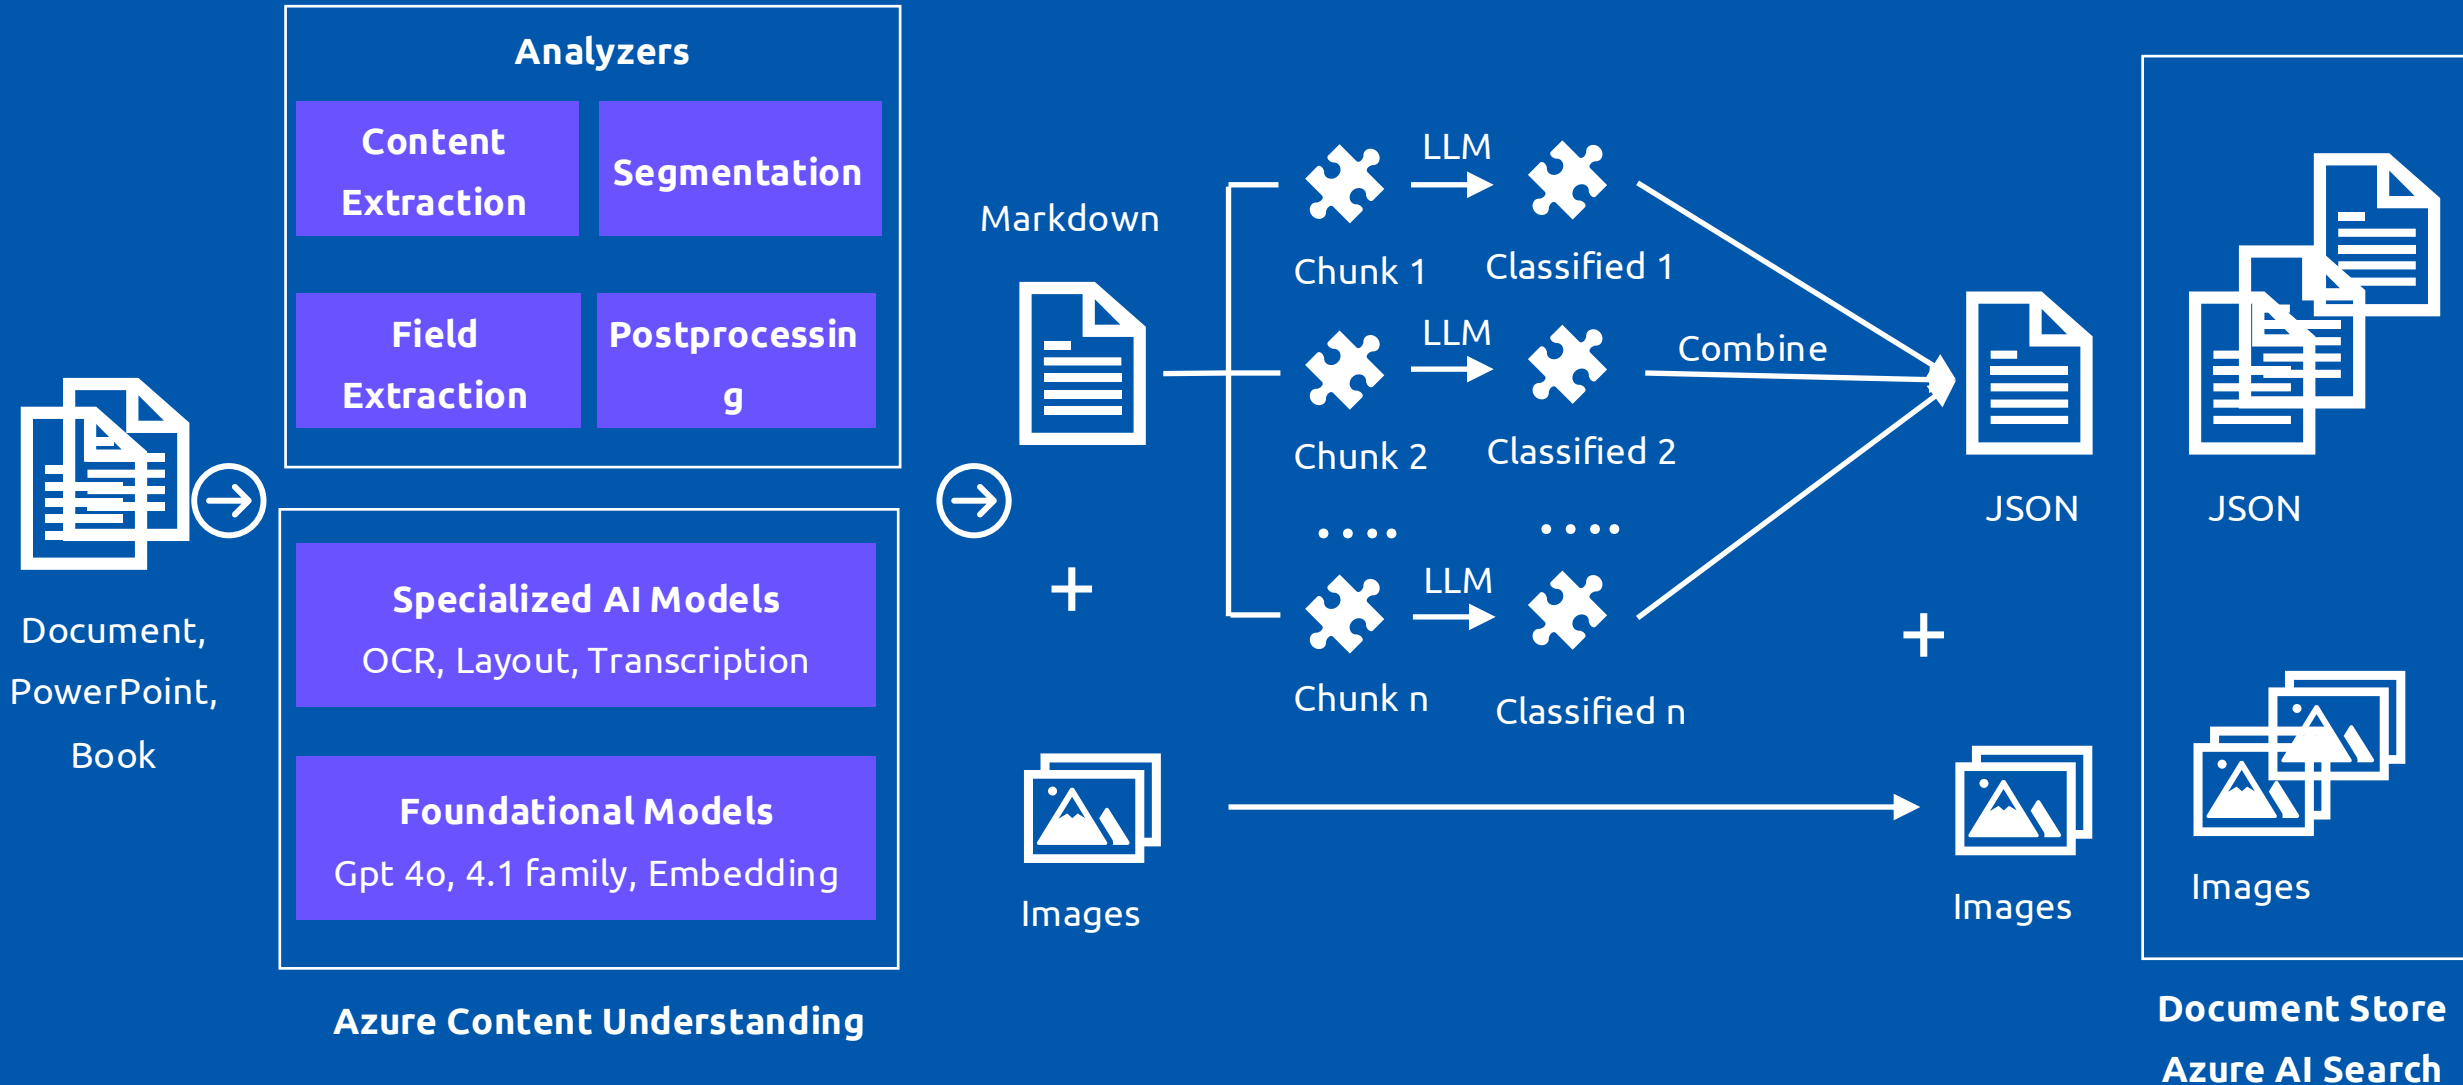 Document,
PowerPoint,
Book
Analyzers
Content
Extraction
Segmentation
Field
Extraction
Postprocessin
g
Specialized AI Models
OCR, Layout, Transcription
Foundational Models
Gpt 4o, 4.1 family, Embedding
Azure Content Understanding
Markdown
+
Images
Chunk 1
LLM
Classified 1
Chunk 2
LLM
Classified 2
....
....
Chunk n
LLM
Classified n
Combine
JSON
+
Images
JSON
Images
Document Store
Azure AI Search